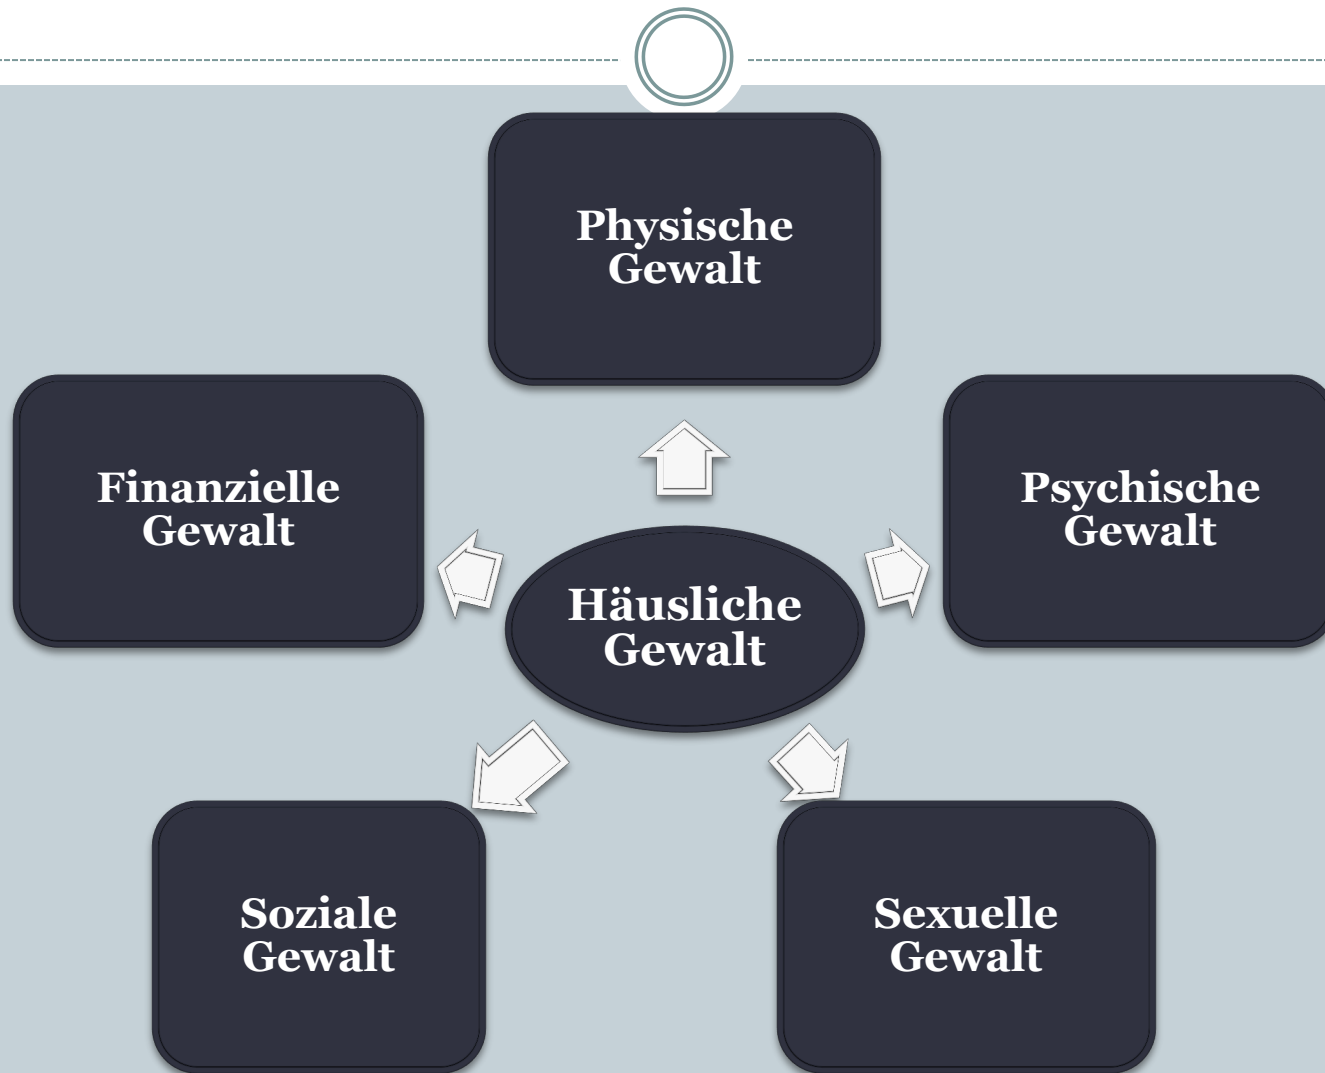 Physische
Gewalt
Finanzielle
Gewalt
Psychische
Gewalt
Häusliche
Gewalt
Soziale
Gewalt
Sexuelle
Gewalt